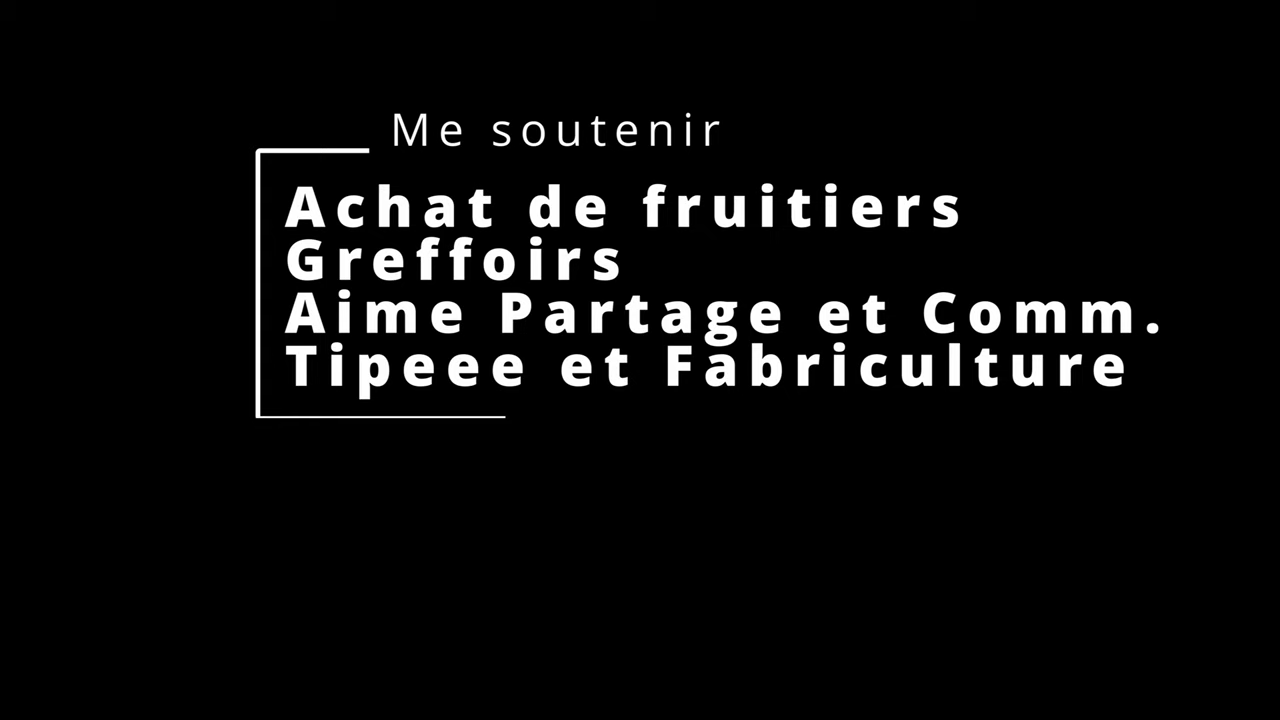 Me soutenir
Achat de fruitiers
Greffoirs
Aime Partage et Comm.
Tipeee et Fabriculture